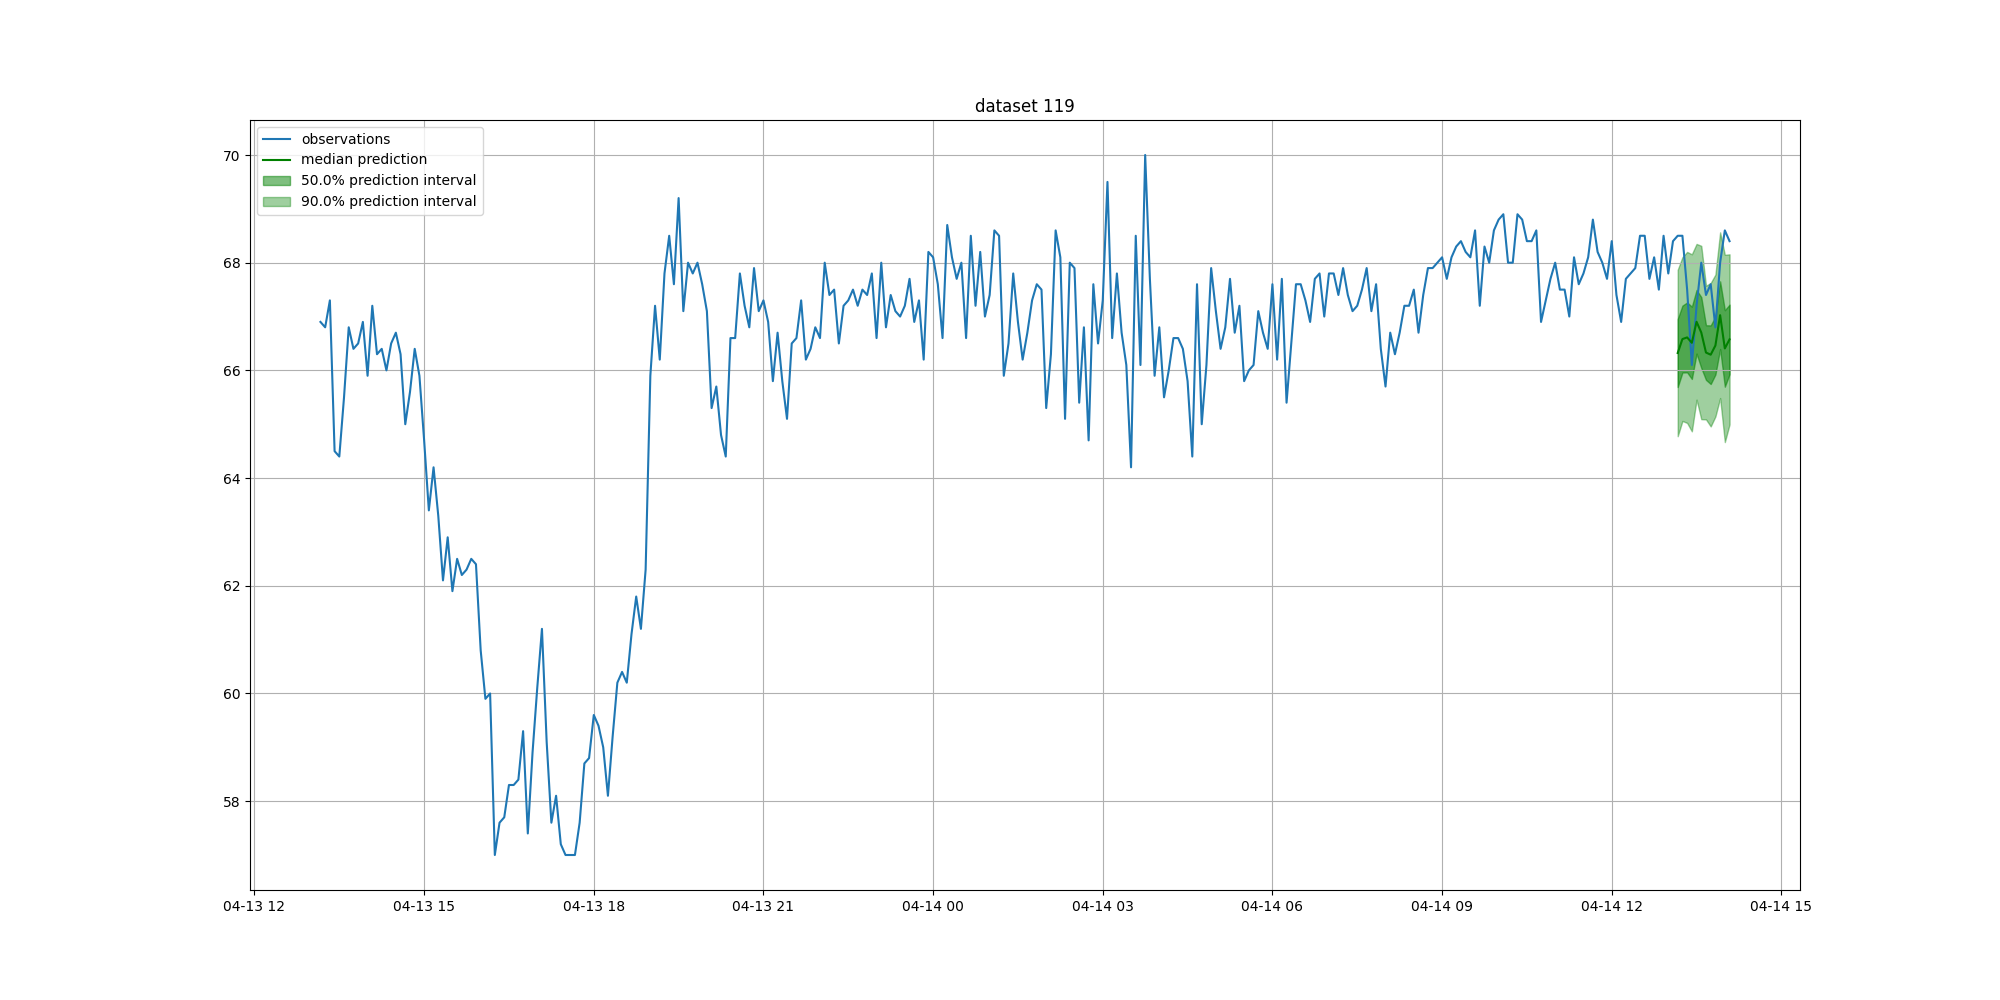 dataset 119
observations
median prediction
50.0% prediction interval
90.0% prediction interval
70
68
66
64
62
60
58
04-13 12 04-13 15 04-13 18 04-13 21 04-14 00 04-14 03 04-14 06 04-14 09 04-14 12 04-14 15